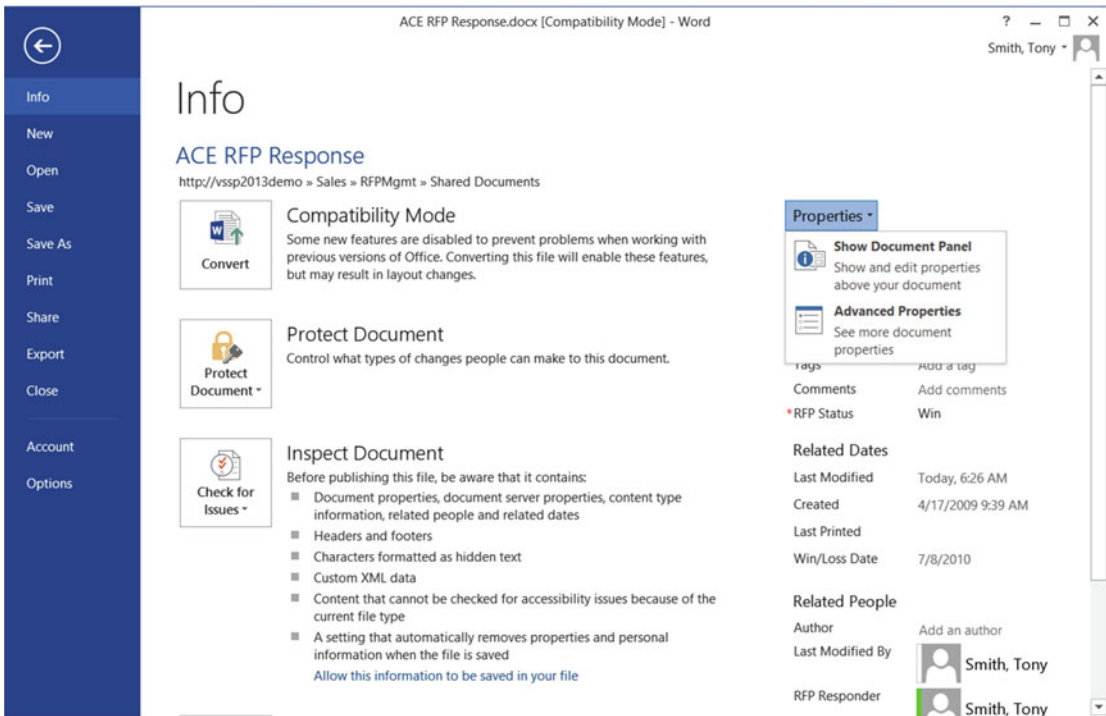 ACE RFP Response.docx [Compatibility Mode] - Word
?
Smith, Tony
Info
New
Open
Save
Save As
Print
Share
Export
Close
Account
Options
Info
ACE RFP Response
http://vssp2013demo » Sales » RFPMgmt » Shared Documents
Convert
Compatibility Mode
Some new features are disabled to prevent problems when working with
previous versions of Office. Converting this file will enable these features,
but may result in layout changes.
Protect
Document
Protect Document
Control what types of changes people can make to this document.
Check for
Issues
Inspect Document
Before publishing this file, be aware that it contains:
Document properties, document server properties, content type
information, related people and related dates
Headers and footers
Characters formatted as hidden text
Custom XML data
Content that cannot be checked for accessibility issues because of the
current file type
A setting that automatically removes properties and personal
information when the file is saved
Allow this information to be saved in your file
Properties
Show Document Panel
Show and edit properties
above your document
Advanced Properties
See more document
properties
Tags Add a tag
Comments Add comments
*RFP Status Win
Related Dates
Last Modified Today, 6:26 AM
Created 4/17/2009 9:39 AM
Last Printed
Win/Loss Date 7/8/2010
Related People
Author Add an author
Last Modified By Smith, Tony
RFP Responder Smith, Tony